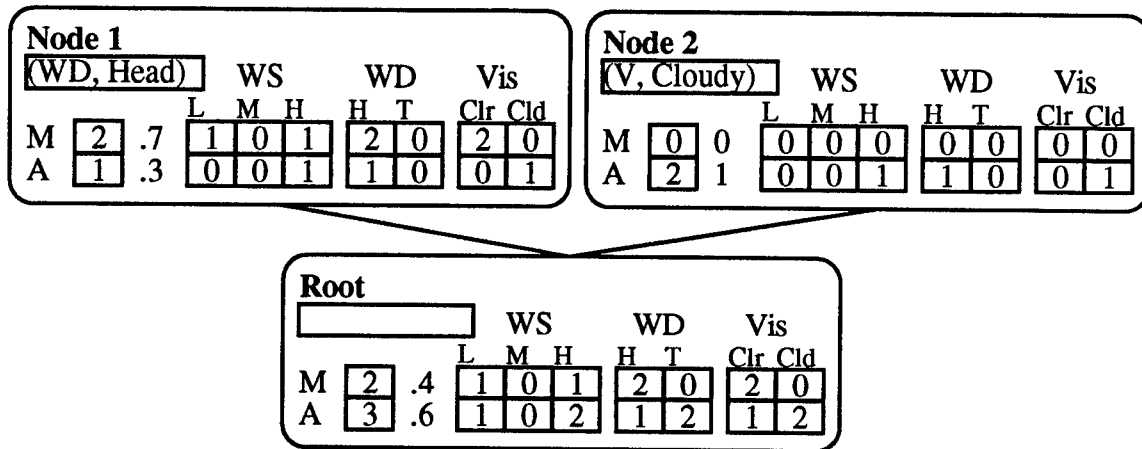 Node 1
(WD, Head) WS WD Vis
L M H H T Clr Cld
M 2 .7 1 0 1 2 0 2 0
A 1 .3 0 0 1 1 0 0 1
Node 2
(V, Cloudy) WS WD Vis
L M H H T Clr Cld
M 0 0 0 0 0 0 0 0 0
A 2 1 0 0 1 1 0 0 1
Root
WS WD Vis
L M H H T Clr Cld
M 2 .4 1 0 1 2 0 2 0
A 3 .6 1 0 2 1 2 1 2